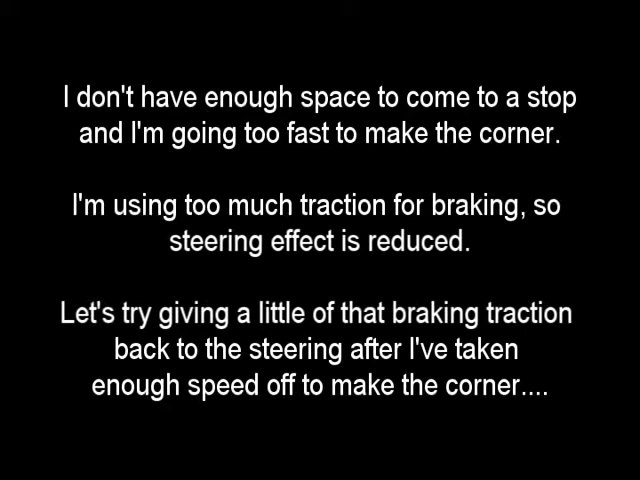 I don't have enough space to come to a stop
and I'm going too fast to make the corner.
I'm using too much traction for braking, so
steering effect is reduced.
Let's try giving a little of that braking traction
back to the steering after I've taken
enough speed off to make the corner....